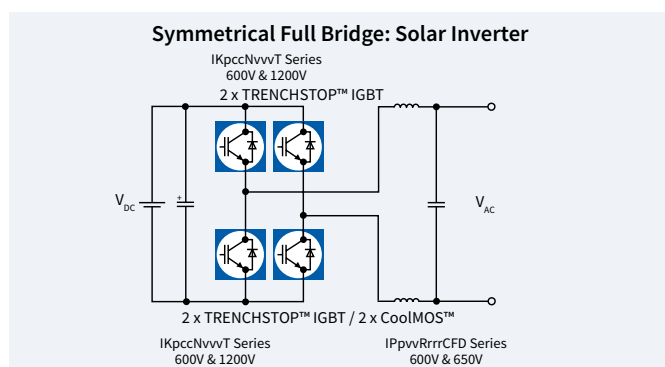 Symmetrical Full Bridge: Solar Inverter
IKpccNvvvT Series
600V & 1200V
2 x TRENCHSTOP™ IGBT
+
V_DC
V_AC
2 x TRENCHSTOP™ IGBT / 2 x CoolMOS™
IKpccNvvvT Series
600V & 1200V
IPpvvRrrrCFD Series
600V & 650V